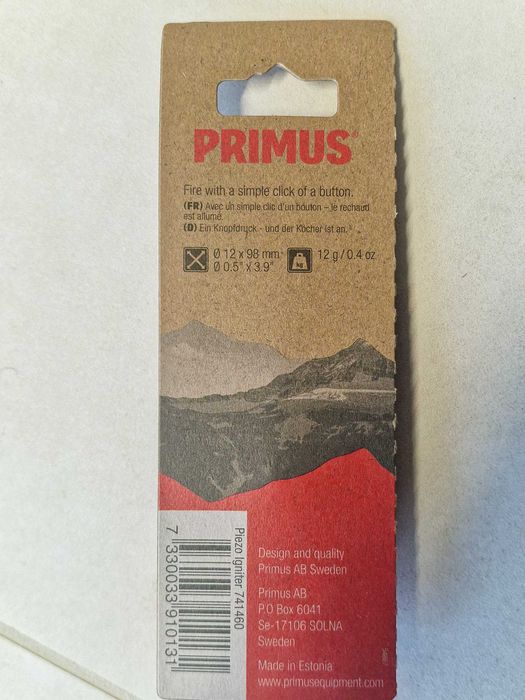 PRIMUS®
Fire with a simple click of a button.
(FR) Avec un simple clic d'un bouton – le réchaud
est allumé.
(D) Ein Knopfdruck - und der Kocher ist an.
Ø 12 x 98 mm
Ø 0.5" x 3.9"
kg
12 g / 0.4 oz
Piezo Igniter 741460
7 330033 910131
Design and quality
Primus AB Sweden
Primus AB
P.O Box 6041
Se-17106 SOLNA
Sweden
Made in Estonia
www.primusequipment.com